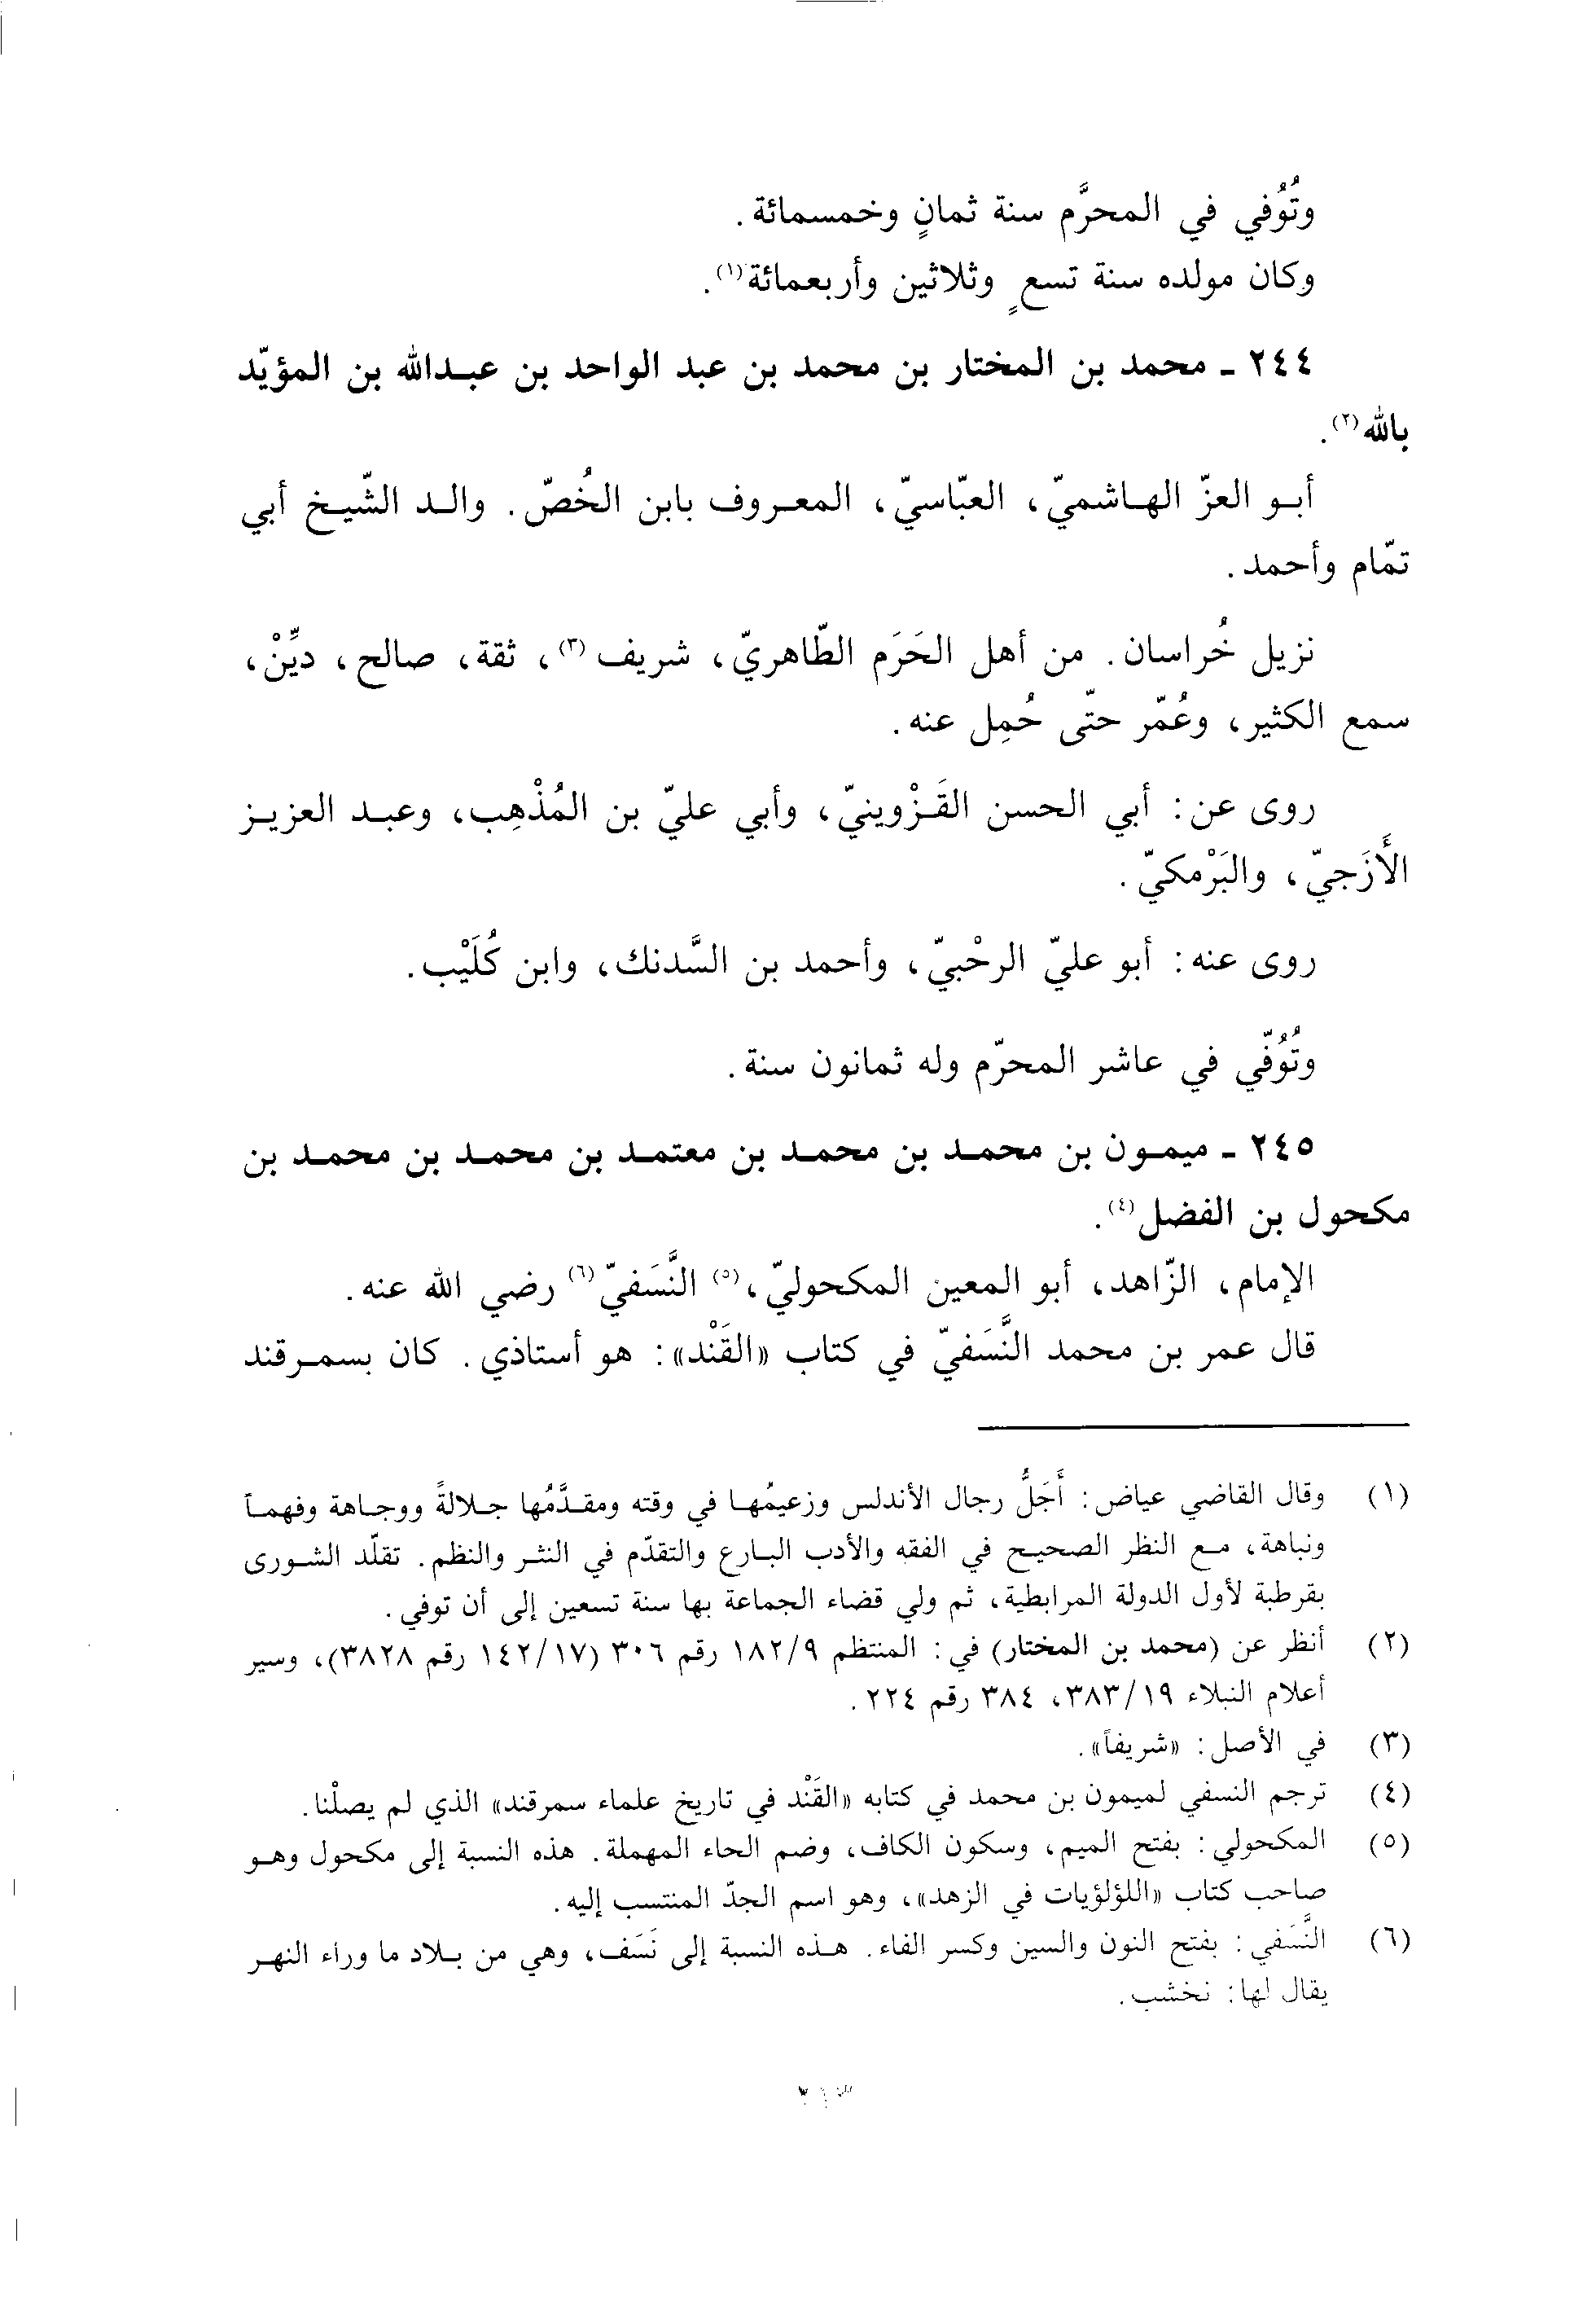 وتُوُفي في المحرَّم سنة ثمانٍ وخمسمائة.
وكان مولده سنة تسعٍ وثلاثين وأربعمائة(١).
٢٤٤ ـ محمد بن المختار بن محمد بن عبد الواحد بن عبدالله بن المؤيّد
بالله(٢).
أبو العزّ الهاشميّ، العبّاسيّ، المعروف بابن الخُصّ. والد الشّيخ أبي
تمّام وأحمد.
نزيل خُراسان. من أهل الحَرَم الطّاهريّ، شريف(٣)، ثقة، صالح، ديِّنْ،
سمع الكثير، وعُمّر حتّى حُمِل عنه.
روى عن: أبي الحسن القَزْوينيّ، وأبي عليّ بن المُذْهِب، وعبد العزيز
الأَزَجيّ، والبَرْمكيّ.
روى عنه: أبو عليّ الرحْبيّ، وأحمد بن السَّدنك، وابن كُلَيْب.
وتُوُفّي في عاشر المحرّم وله ثمانون سنة.
٢٤٥ ـ ميمون بن محمد بن محمد بن معتمد بن محمد بن محمد بن
مكحول بن الفضل(٤).
الإمام، الزّاهد، أبو المعين المكحوليّ،(٥) النَّسَفيّ(٦) رضي الله عنه.
قال عمر بن محمد النَّسَفيّ في كتاب «القَنْد»: هو أستاذي. كان بسمرقند
(١) وقال القاضي عياض: أَجَلُّ رجال الأندلس وزعيمُها في وقته ومقدَّمُها جلالةً ووجاهة وفهماً
ونباهة، مع النظر الصحيح في الفقه والأدب البارع والتقدّم في النثر والنظم. تقلّد الشورى
بقرطبة لأول الدولة المرابطية، ثم ولي قضاء الجماعة بها سنة تسعين إلى أن توفي.
(٢) أنظر عن (محمد بن المختار) في: المنتظم ١٨٢/٩ رقم ٣٠٦ (١٤٢/١٧ رقم ٣٨٢٨)، وسير
أعلام النبلاء ٣٨٣/١٩، ٣٨٤ رقم ٢٢٤.
(٣) في الأصل: «شريفاً».
(٤) ترجم النسفي لميمون بن محمد في كتابه «القَنْد في تاريخ علماء سمرقند» الذي لم يصلْنا.
(٥) المكحولي: بفتح الميم، وسكون الكاف، وضم الحاء المهملة. هذه النسبة إلى مكحول وهو
صاحب كتاب «اللؤلؤيات في الزهد»، وهو اسم الجدّ المنتسب إليه.
(٦) النَّسَفي: بفتح النون والسين وكسر الفاء. هذه النسبة إلى نَسَف، وهي من بلاد ما وراء النهر
يقال لها: نخشب.